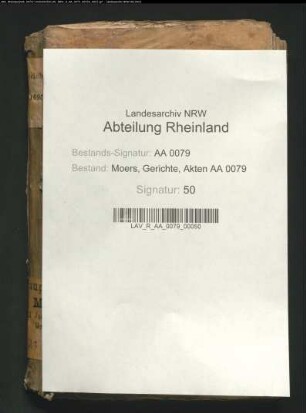 Landesarchiv NRW
Abteilung Rheinland
Bestands-Signatur: AA 0079
Bestand: Moers, Gerichte, Akten AA 0079
Signatur: 50
LAV_R_AA_0079_00050